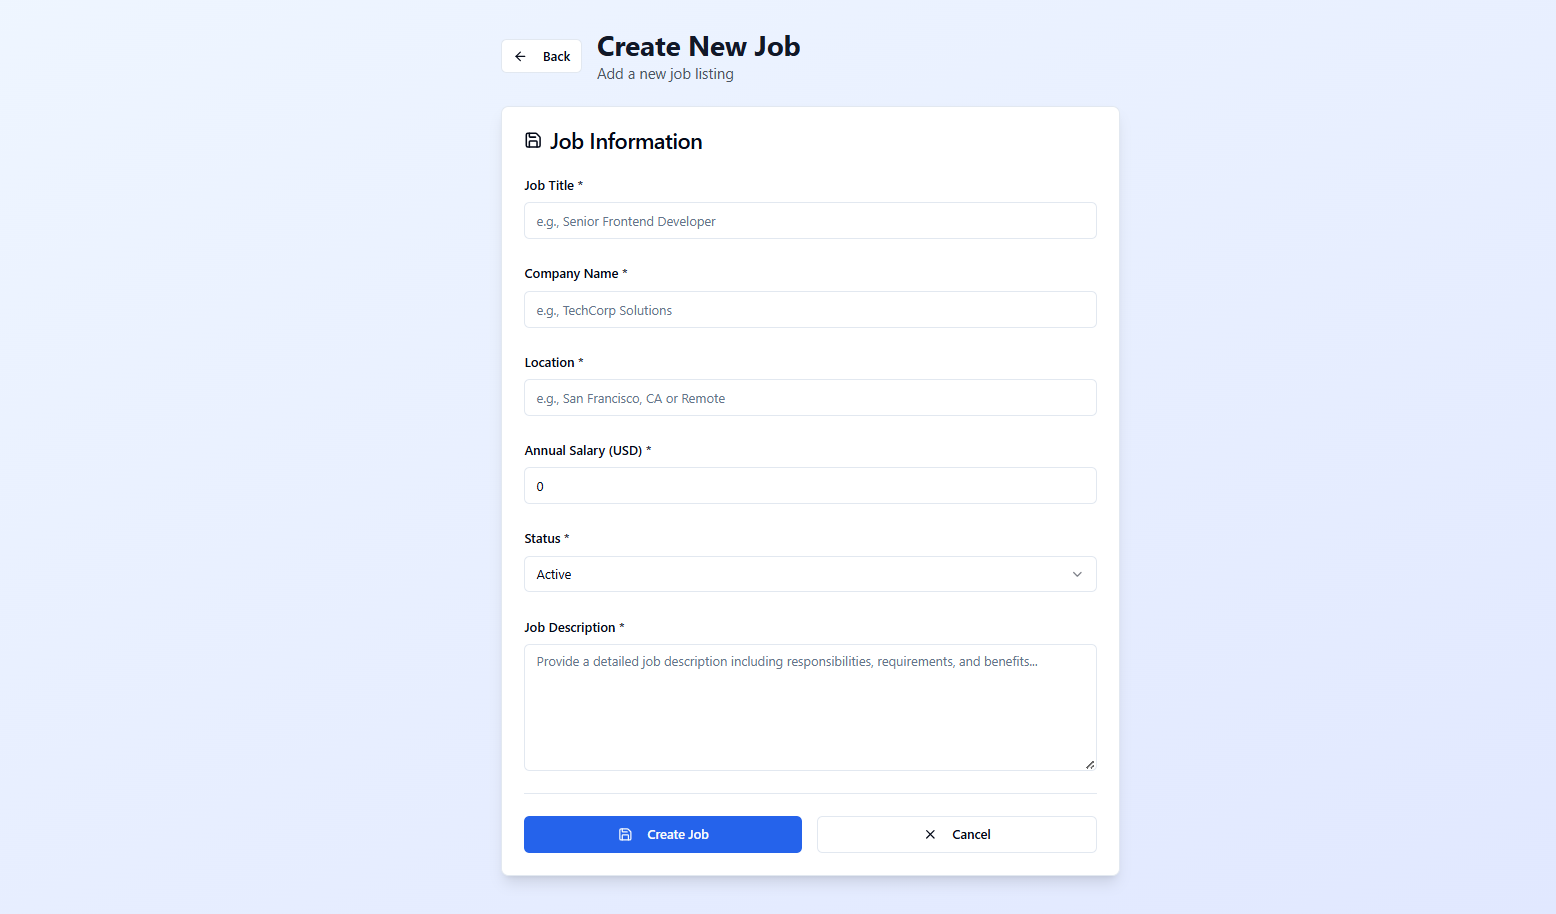 Back
Create New Job
Add a new job listing
Job Information
Job Title *
e.g., Senior Frontend Developer
Company Name *
e.g., TechCorp Solutions
Location *
e.g., San Francisco, CA or Remote
Annual Salary (USD) *
0
Status *
Active
Job Description *
Provide a detailed job description including responsibilities, requirements, and benefits...
Create Job
Cancel